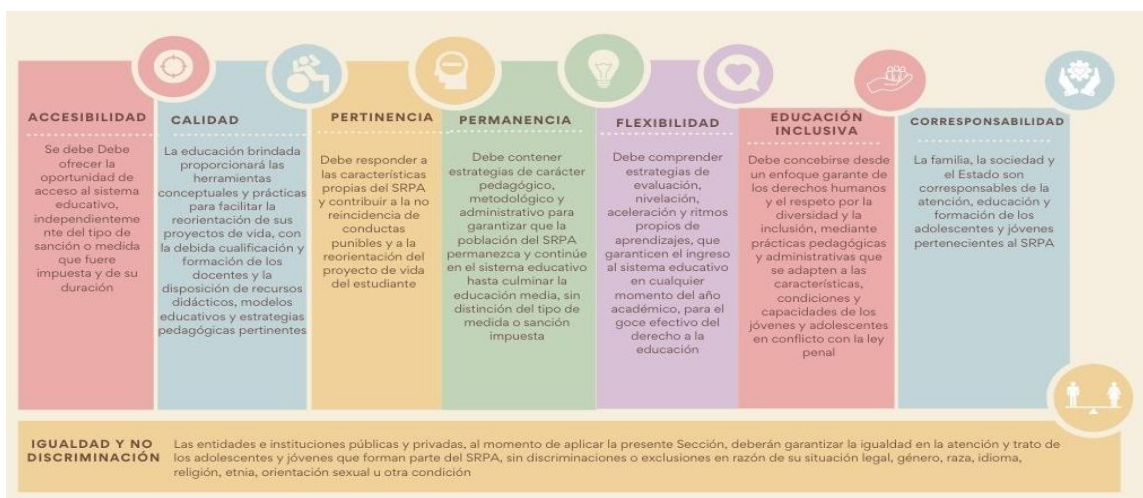 ACCESIBILIDAD
Se debe Debe
ofrecer la
oportunidad de
acceso al sistema
educativo,
independienteme
nte del tipo de
sanción o medida
que fuere
impuesta y de su
duración
CALIDAD
La educación brindada
proporcionará las
herramientas
conceptuales y prácticas
para facilitar la
reorientación de sus
proyectos de vida, con
la debida cualificación y
formación de los
docentes y la
disposición de recursos
didácticos, modelos
educativos y estrategias
pedagógicas pertinentes
PERTINENCIA
Debe responder a
las características
propias del SRPA
y contribuir a la no
reincidencia de
conductas
punibles y a la
reorientación del
proyecto de vida
del estudiante
PERMANENCIA
Debe contener
estrategias de carácter
pedagógico,
metodológico y
administrativo para
garantizar que la
población del SRPA
permanezca y continúe
en el sistema educativo
hasta culminar la
educación media, sin
distinción del tipo de
medida o sanción
impuesta
FLEXIBILIDAD
Debe comprender
estrategias de
evaluación,
nivelación,
aceleración y ritmos
propios de
aprendizajes, que
garanticen el ingreso
al sistema educativo
en cualquier
momento del año
académico, para el
goce efectivo del
derecho a la
educación
EDUCACIÓN
INCLUSIVA
Debe concebirse desde
un enfoque garante de
los derechos humanos
y el respeto por la
diversidad y la
inclusión, mediante
prácticas pedagógicas
y administrativas que
se adapten a las
características,
condiciones y
capacidades de los
jóvenes y adolescentes
en conflicto con la ley
penal
CORRESPONSABILIDAD
La familia, la sociedad y
el Estado son
corresponsables de la
atención, educación y
formación de los
adolescentes y jóvenes
pertenecientes al SRPA
IGUALDAD Y NO
DISCRIMINACIÓN
Las entidades e instituciones públicas y privadas, al momento de aplicar la presente Sección, deberán garantizar la igualdad en la atención y trato de
los adolescentes y jóvenes que forman parte del SRPA, sin discriminaciones o exclusiones en razón de su situación legal, género, raza, idioma,
religión, etnia, orientación sexual u otra condición